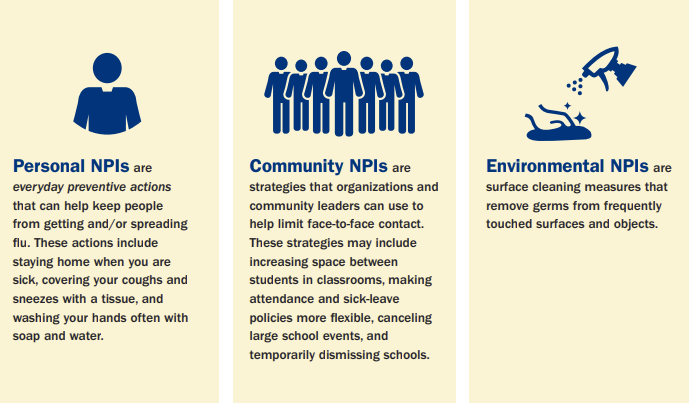 Personal NPIs are
everyday preventive actions
that can help keep people
from getting and/or spreading
flu. These actions include
staying home when you are
sick, covering your coughs and
sneezes with a tissue, and
washing your hands often with
soap and water.
Community NPIs are
strategies that organizations and
community leaders can use to
help limit face-to-face contact.
These strategies may include
increasing space between
students in classrooms, making
attendance and sick-leave
policies more flexible, canceling
large school events, and
temporarily dismissing schools.
Environmental NPIs are
surface cleaning measures that
remove germs from frequently
touched surfaces and objects.